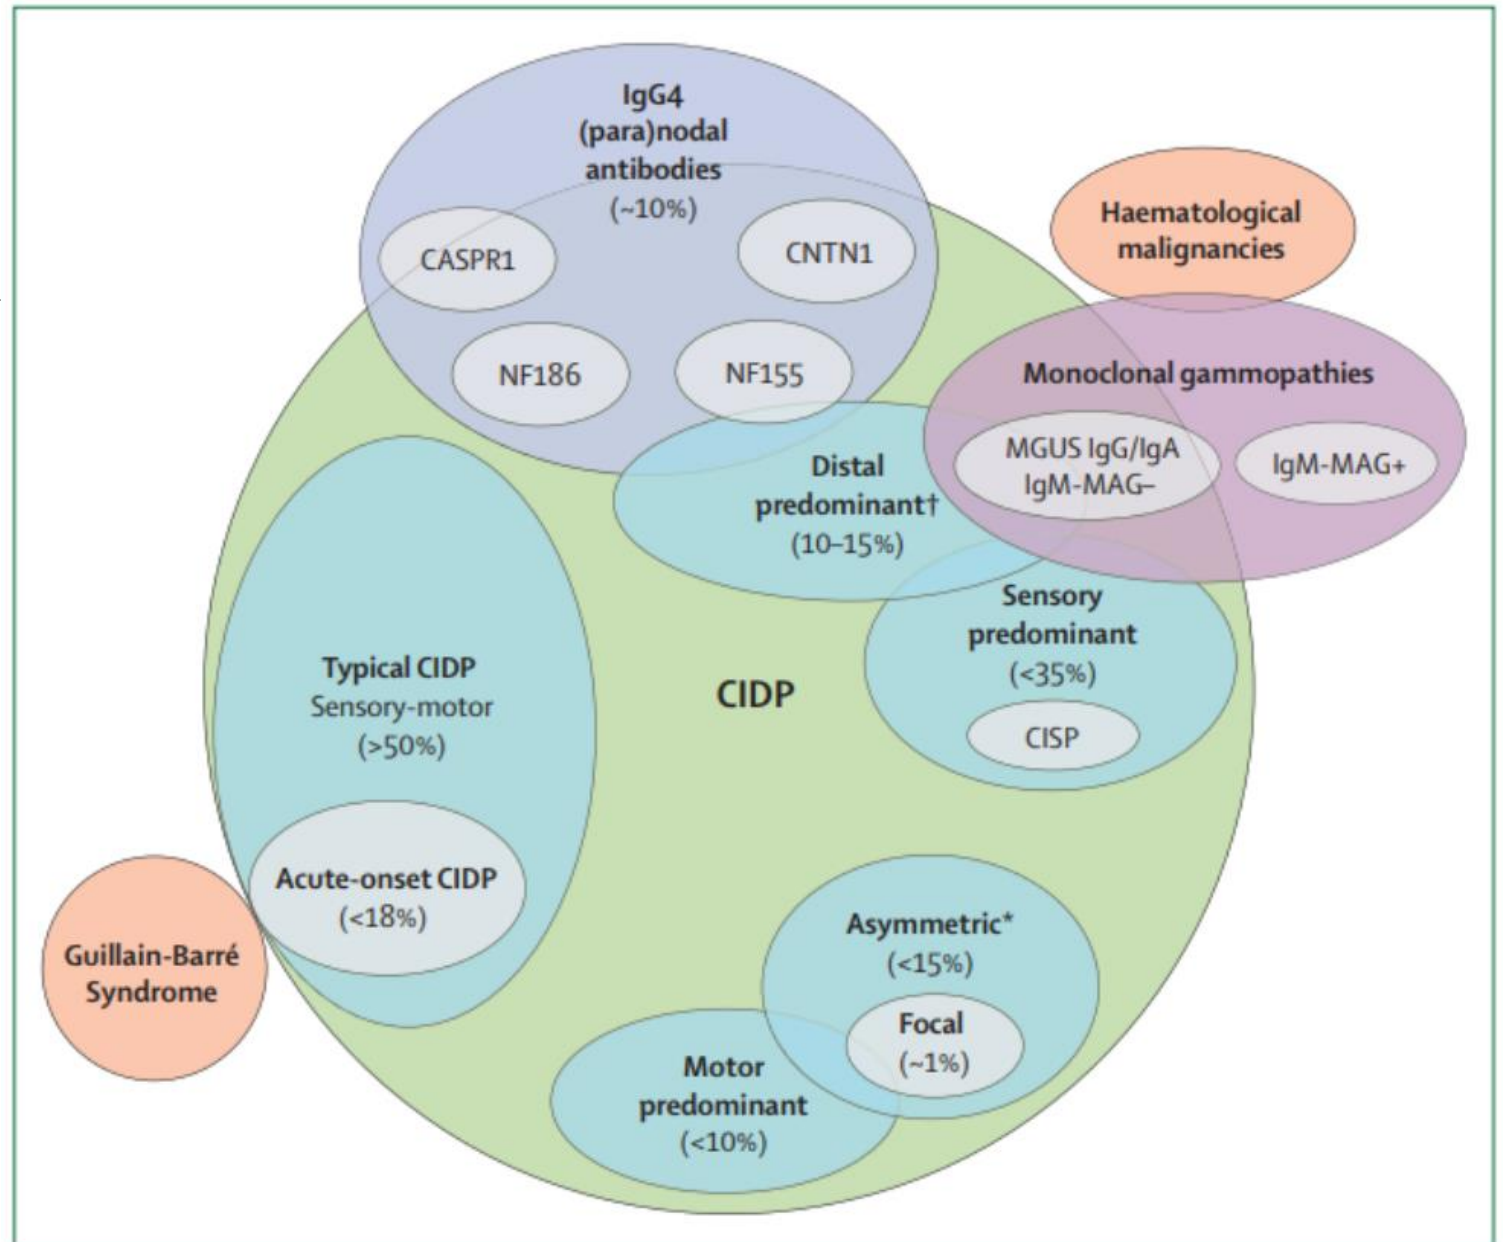 IgG4
(para)nodal
antibodies
(~10%)
CASPR1
CNTN1
NF186
NF155
Haematological
malignancies
Monoclonal gammopathies
MGUS IgG/IgA
IgM-MAG–
IgM-MAG+
Distal
predominant†
(10–15%)
Sensory
predominant
(<35%)
CISP
Typical CIDP
Sensory-motor
(>50%)
CIDP
Acute-onset CIDP
(<18%)
Guillain-Barré
Syndrome
Asymmetric*
(<15%)
Focal
(~1%)
Motor
predominant
(<10%)